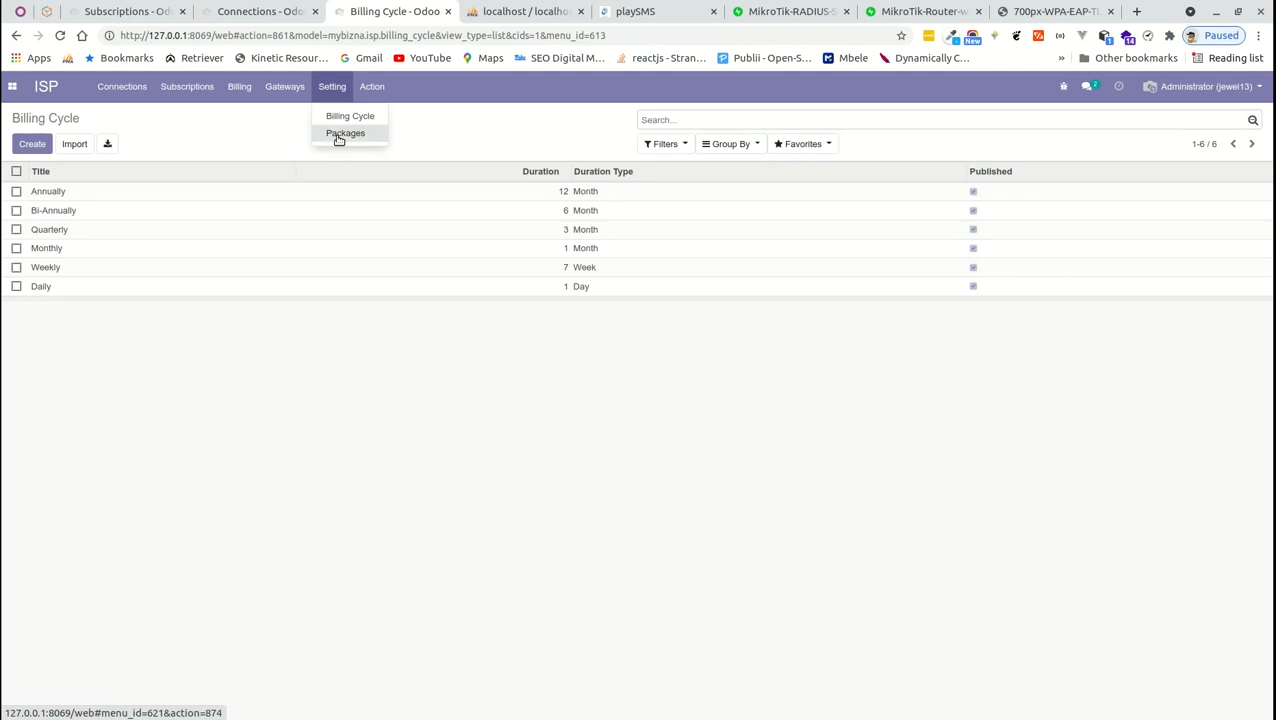 Subscriptions - Od
Connections - Odo
Billing Cycle - Odoo
localhost / localho
playSMS
MikroTik-RADIUS-S
MikroTik-Router-w
700px-WPA-EAP-TL
http://127.0.0.1:8069/web#action=861&model=mybizna.isp.billing_cycle&view_type=list&cids=1&menu_id=613
New
1
14
Paused
Apps
Bookmarks
Retriever
Kinetic Resour...
Gmail
YouTube
Maps
SEO Digital M...
reactjs - Stran...
Publii - Open-S...
Mbele
Dynamically C...
»
Other bookmarks
Reading list
ISP
Connections
Subscriptions
Billing
Gateways
Setting
Action
2
Administrator (jewel13)
Billing Cycle
Billing Cycle
Packages
Search...
Create
Import
Filters
Group By
Favorites
1-6 / 6
Title Duration Duration Type Published
Annually 12 Month
Bi-Annually 6 Month
Quarterly 3 Month
Monthly 1 Month
Weekly 7 Week
Daily 1 Day
127.0.0.1:8069/web#menu_id=621&action=874